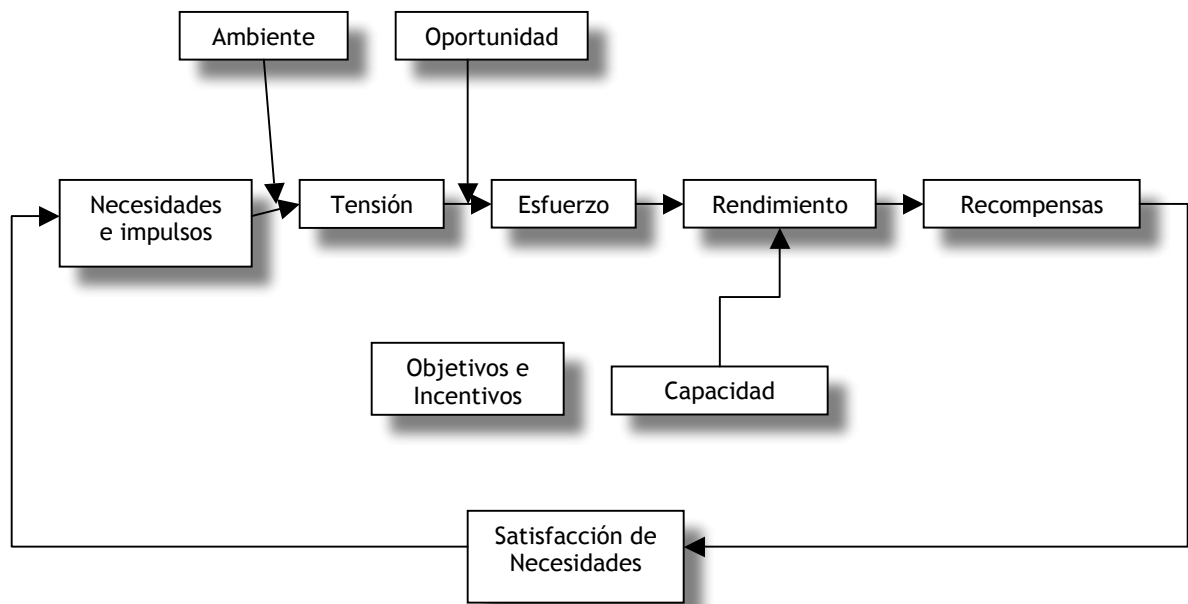 Ambiente
Oportunidad
Necesidades
e impulsos
Tensión
Esfuerzo
Rendimiento
Recompensas
Objetivos e
Incentivos
Capacidad
Satisfacción de
Necesidades